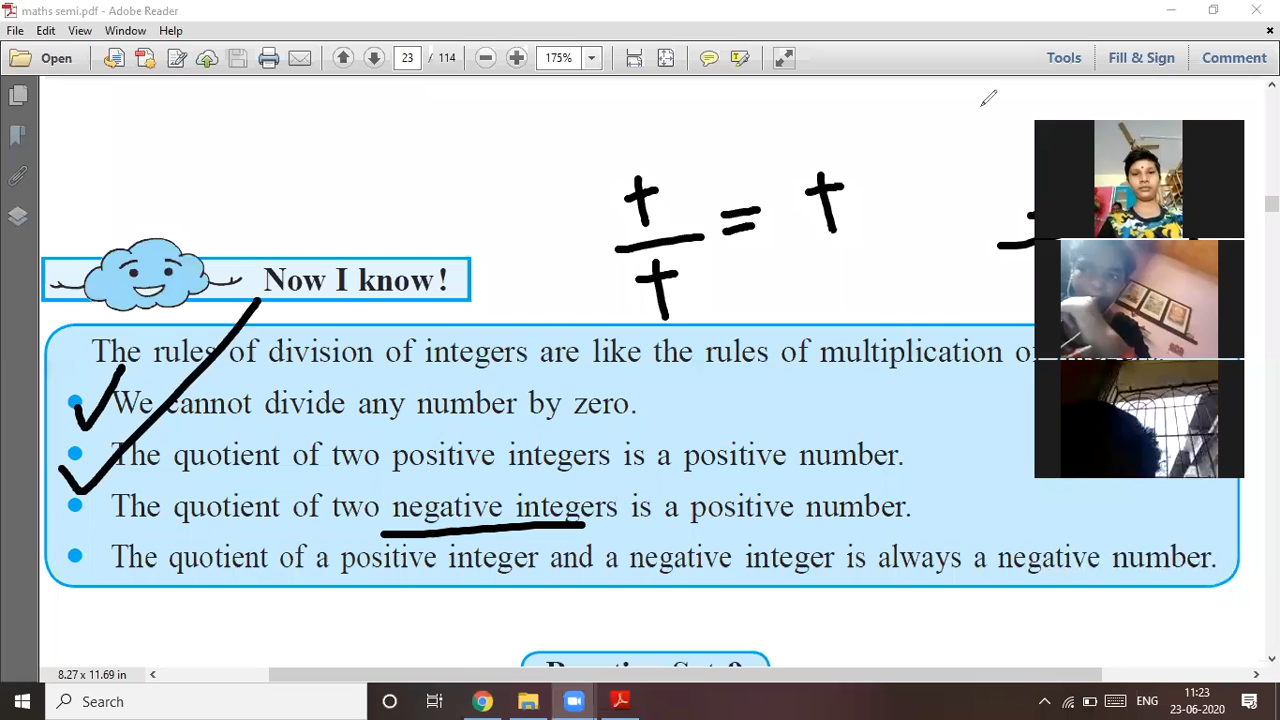 maths semi.pdf - Adobe Reader
File Edit View Window Help
Open 23 / 114 175% Tools Fill & Sign Comment
+
= +
+
Now I know!
The rules of division of integers are like the rules of multiplication
We cannot divide any number by zero.
The quotient of two positive integers is a positive number.
The quotient of two negative integers is a positive number.
The quotient of a positive integer and a negative integer is always a negative number.
8.27 x 11.69 in
Search ENG 11:23
23-06-2020